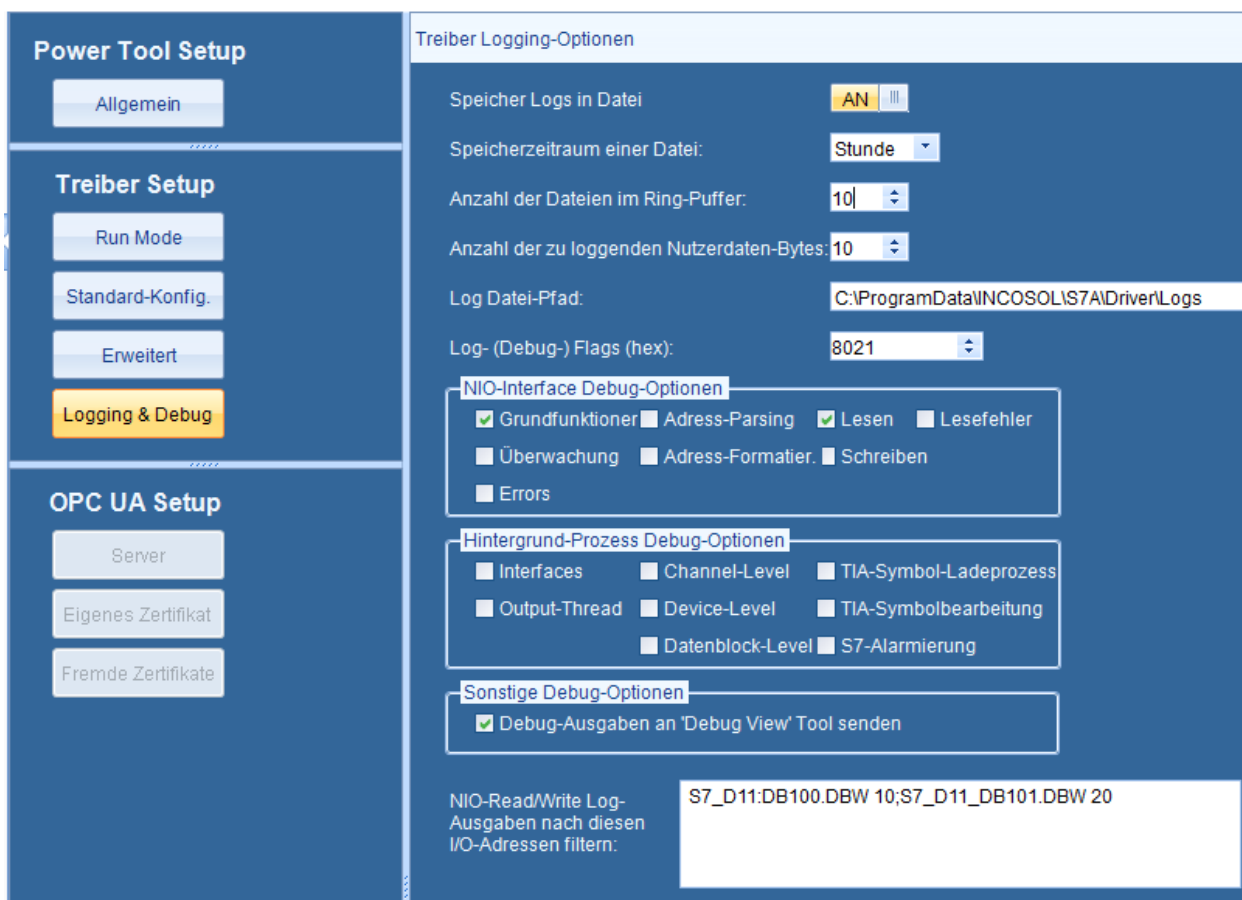 Power Tool Setup
Allgemein
Treiber Setup
Run Mode
Standard-Konfig.
Erweitert
Logging & Debug
OPC UA Setup
Server
Eigenes Zertifikat
Fremde Zertifikate
Treiber Logging-Optionen
Speicher Logs in Datei AN
Speicherzeitraum einer Datei: Stunde
Anzahl der Dateien im Ring-Puffer: 10
Anzahl der zu loggenden Nutzerdaten-Bytes: 10
Log Datei-Pfad: C:\ProgramData\INCOSOL\S7A\Driver\Logs
Log- (Debug-) Flags (hex): 8021
NIO-Interface Debug-Optionen
Grundfunktioner Adress-Parsing Lesen Lesefehler
Überwachung Adress-Formatier. Schreiben
Errors
Hintergrund-Prozess Debug-Optionen
Interfaces Channel-Level TIA-Symbol-Ladeprozess
Output-Thread Device-Level TIA-Symbolbearbeitung
Datenblock-Level S7-Alarmierung
Sonstige Debug-Optionen
Debug-Ausgaben an 'Debug View' Tool senden
NIO-Read/Write Log-
Ausgaben nach diesen
I/O-Adressen filtern:
S7_D11:DB100.DBW 10;S7_D11_DB101.DBW 20